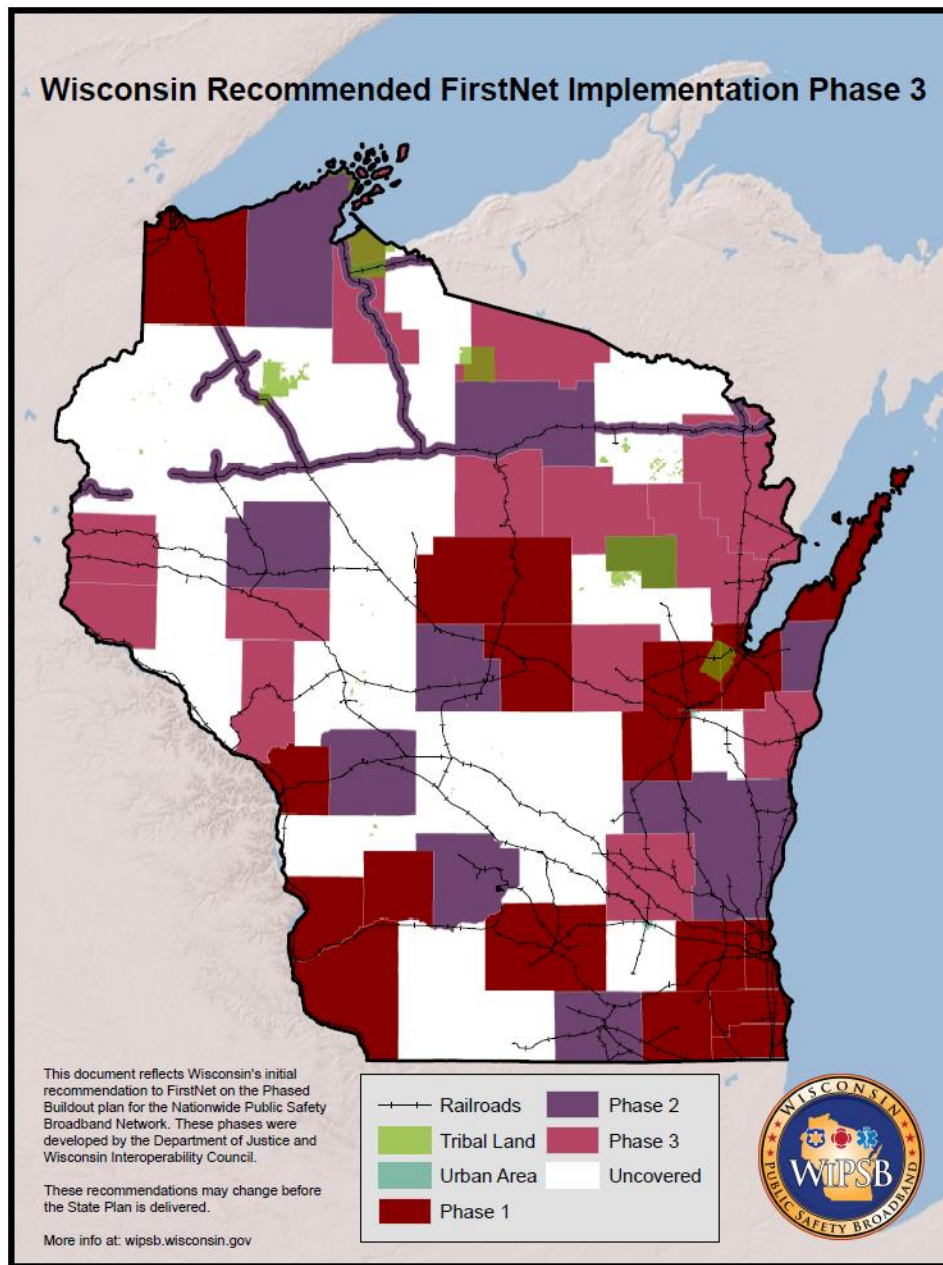 Wisconsin Recommended FirstNet Implementation Phase 3
This document reflects Wisconsin's initial
recommendation to FirstNet on the Phased
Buildout plan for the Nationwide Public Safety
Broadband Network. These phases were
developed by the Department of Justice and
Wisconsin Interoperability Council.
These recommendations may change before
the State Plan is delivered.
More info at: wipsb.wisconsin.gov
Railroads
Tribal Land
Urban Area
Phase 1
Phase 2
Phase 3
Uncovered
WISCONSIN
WiPSB
PUBLIC SAFETY BROADBAND